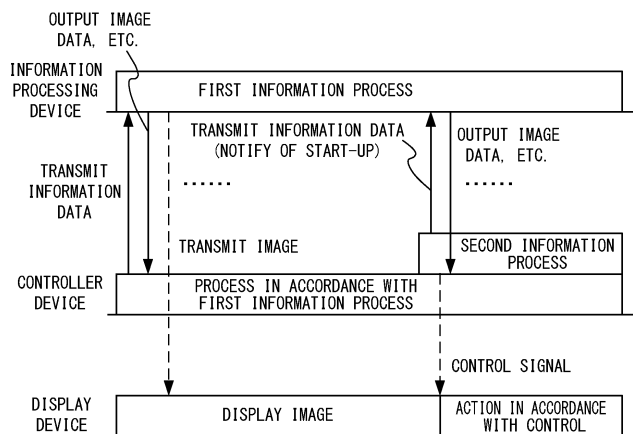 OUTPUT IMAGE
DATA, ETC.
INFORMATION
PROCESSING
DEVICE
FIRST INFORMATION PROCESS
TRANSMIT INFORMATION DATA
(NOTIFY OF START-UP)
OUTPUT IMAGE
DATA, ETC.
TRANSMIT
INFORMATION
DATA
......
......
TRANSMIT IMAGE
SECOND INFORMATION
PROCESS
CONTROLLER
DEVICE
PROCESS IN ACCORDANCE WITH
FIRST INFORMATION PROCESS
CONTROL SIGNAL
DISPLAY
DEVICE
DISPLAY IMAGE
ACTION IN ACCORDANCE
WITH CONTROL